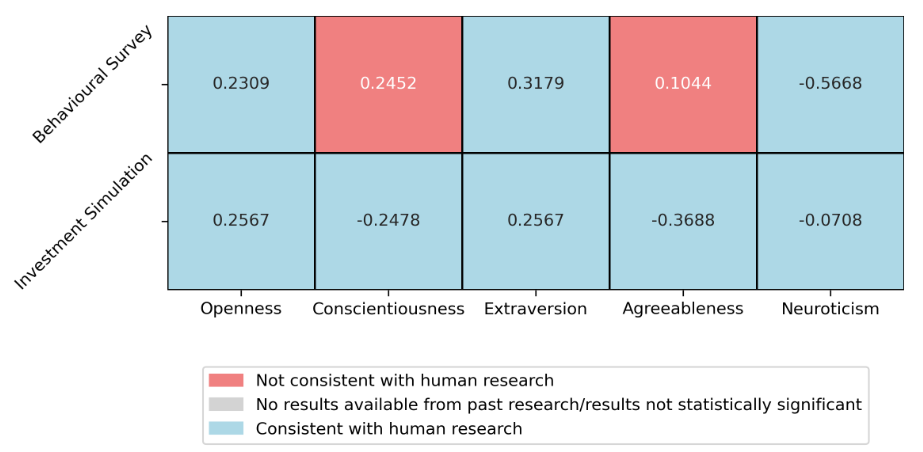 Behavioural Survey
0.2309 0.2452 0.3179 0.1044 -0.5668
Investment Simulation
0.2567 -0.2478 0.2567 -0.3688 -0.0708
Openness Conscientiousness Extraversion Agreeableness Neuroticism
Not consistent with human research
No results available from past research/results not statistically significant
Consistent with human research